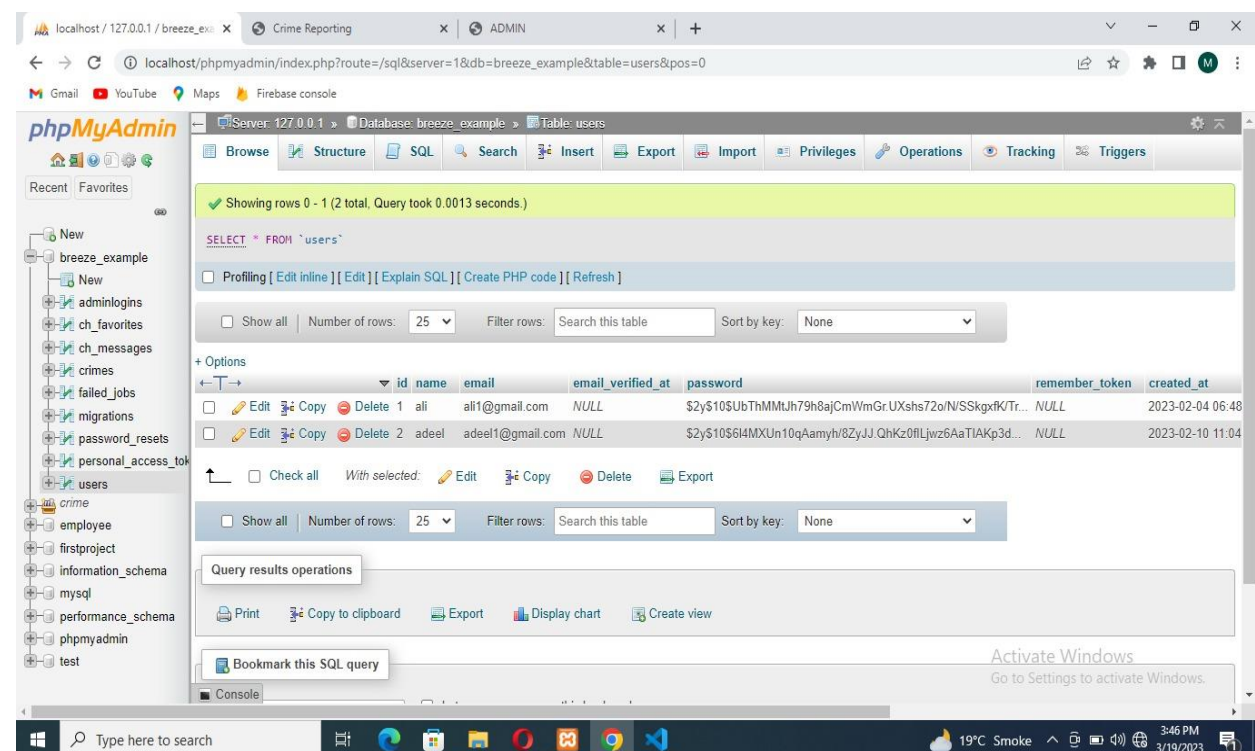 localhost / 127.0.0.1 / breeze_exa
Crime Reporting
ADMIN
localhost/phpmyadmin/index.php?route=/sql&server=1&db=breeze_example&table=users&pos=0
M
Gmail YouTube Maps Firebase console
phpMyAdmin
Recent Favorites
New
breeze_example
New
adminlogins
ch_favorites
ch_messages
crimes
failed_jobs
migrations
password_resets
personal_access_tok
users
crime
employee
firstproject
information_schema
mysql
performance_schema
phpmyadmin
test
Server: 127.0.0.1 » Database: breeze_example » Table: users
Browse Structure SQL Search Insert Export Import Privileges Operations Tracking Triggers
Showing rows 0 - 1 (2 total, Query took 0.0013 seconds.)
SELECT * FROM `users`
Profiling [ Edit inline ] [ Edit ] [ Explain SQL ] [ Create PHP code ] [ Refresh ]
Show all | Number of rows: 25 Filter rows: Search this table Sort by key: None
+ Options
←T→ id name email email_verified_at password remember_token created_at
Edit Copy Delete 1 ali ali1@gmail.com NULL NULL 2023-02-04 06:48
Edit Copy Delete 2 adeel adeel1@gmail.com NULL NULL 2023-02-10 11:04
Check all With selected: Edit Copy Delete Export
Show all | Number of rows: 25 Filter rows: Search this table Sort by key: None
Query results operations
Print Copy to clipboard Export Display chart Create view
Bookmark this SQL query
Console
Activate Windows
Go to Settings to activate Windows.
Type here to search
19°C Smoke
3:46 PM
3/19/2023